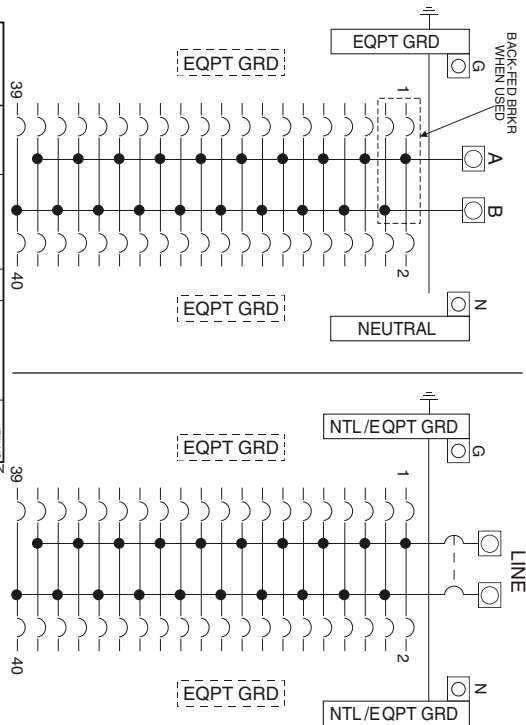 EQPT GRD
G
BACK-FED BRKR
WHEN USED
EQPT GRD
39
1
A
B
40
2
EQPT GRD
N
NEUTRAL
NTL/EQPT GRD
G
EQPT GRD
39
1
LINE
40
2
EQPT GRD
N
NTL/EQPT GRD